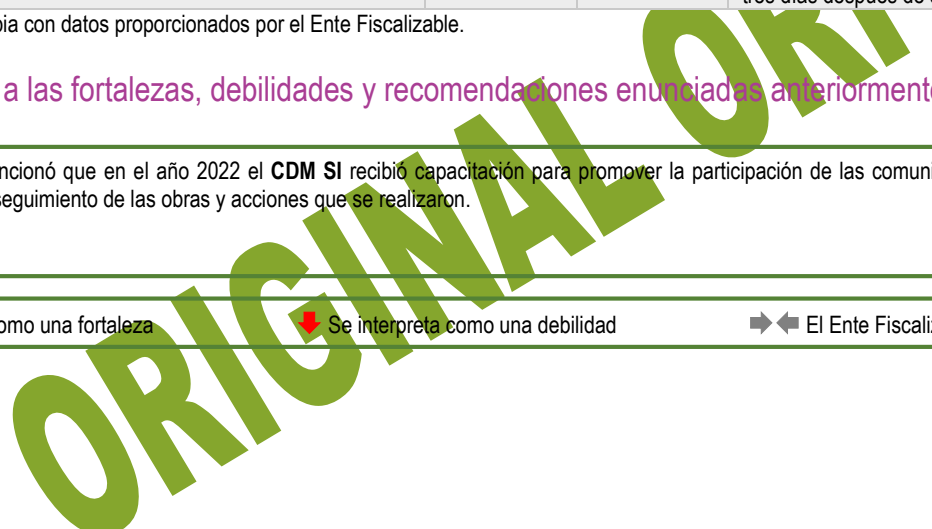 tres días después de
pia con datos proporcionados por el Ente Fiscalizable.
a las fortalezas, debilidades y recomendaciones enunciadas anteriormente
ncionó que en el año 2022 el CDM SI recibió capacitación para promover la participación de las comuni
seguimiento de las obras y acciones que se realizaron.
omo una fortaleza Se interpreta como una debilidad El Ente Fiscaliz
ORIGINAL ORI